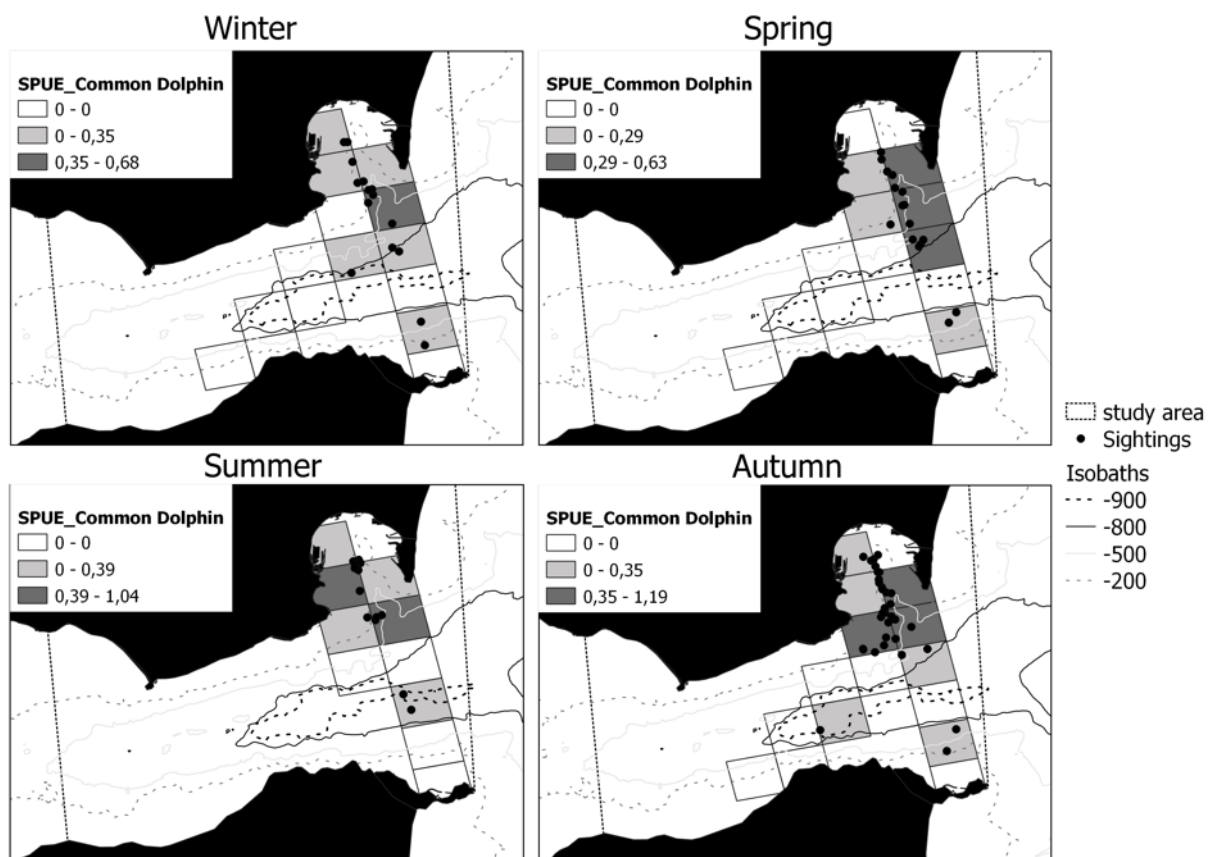 Winter
SPUE_Common Dolphin
0 - 0
0 - 0,35
0,35 - 0,68
Spring
SPUE_Common Dolphin
0 - 0
0 - 0,29
0,29 - 0,63
Summer
SPUE_Common Dolphin
0 - 0
0 - 0,39
0,39 - 1,04
Autumn
SPUE_Common Dolphin
0 - 0
0 - 0,35
0,35 - 1,19
study area
Sightings
Isobaths
-900
-800
-500
-200